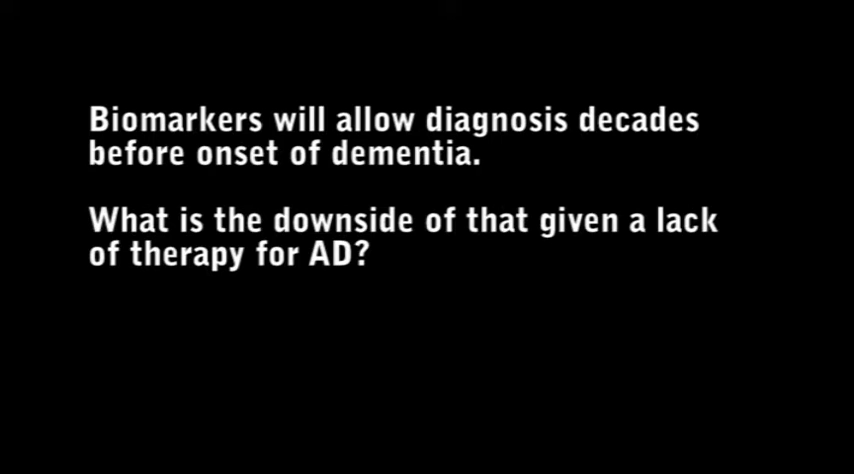 Biomarkers will allow diagnosis decades
before onset of dementia.
What is the downside of that given a lack
of therapy for AD?